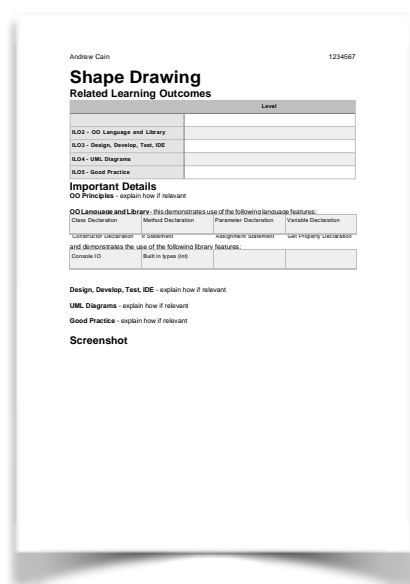 Andrew Cain 1234567
Shape Drawing
Related Learning Outcomes
Level
ILO2 - OO Language and Library
ILO3 - Design, Develop, Test, IDE
ILO4 - UML Diagrams
ILO5 - Good Practice
Important Details
OO Principles - explain how if relevant
OO Language and Library - this demonstrates use of the following language features:
Class Declaration Method Declaration Parameter Declaration Variable Declaration
Constructor Declaration If Statement Assignment Statement Get Property Declaration
and demonstrates the use of the following library features:
Console IO Built in types (int)
Design, Develop, Test, IDE - explain how if relevant
UML Diagrams - explain how if relevant
Good Practice - explain how if relevant
Screenshot